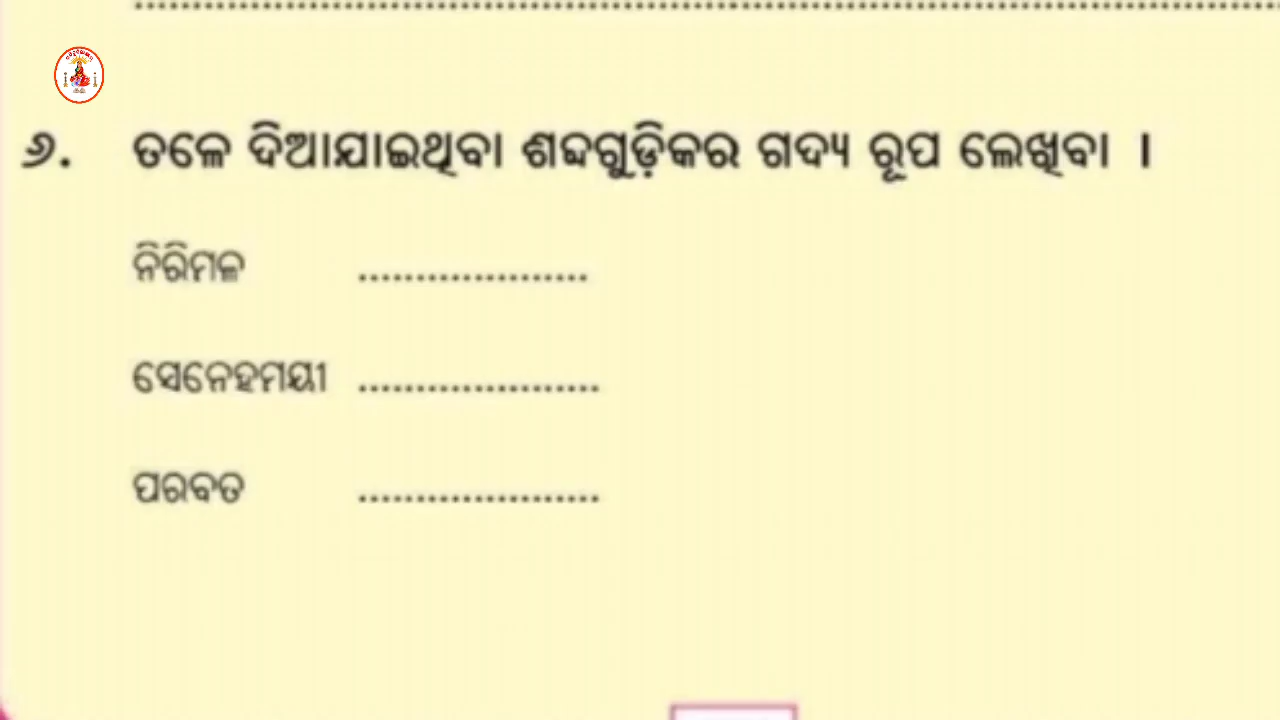 ୬. ତଳେ ଦିଆଯାଇଥିବା ଶବ୍ଦଗୁଡ଼ିକର ଗଦ୍ୟ ରୂପ ଲେଖିବା ।
ନିରିମଳ ....................
ସେନେହମୟୀ .....................
ପରବତ .....................